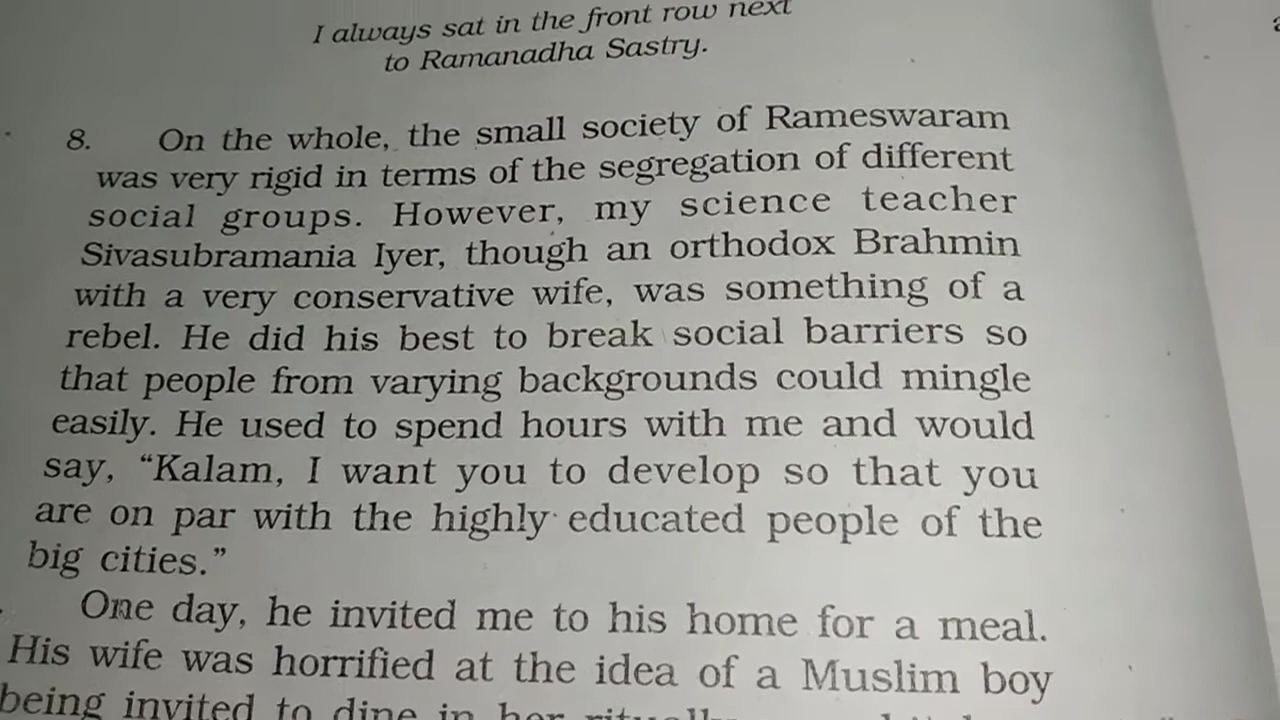 I always sat in the front row next
to Ramanadha Sastry.
8. On the whole, the small society of Rameswaram
was very rigid in terms of the segregation of different
social groups. However, my science teacher
Sivasubramania Iyer, though an orthodox Brahmin
with a very conservative wife, was something of a
rebel. He did his best to break social barriers so
that people from varying backgrounds could mingle
easily. He used to spend hours with me and would
say, “Kalam, I want you to develop so that you
are on par with the highly educated people of the
big cities.”
One day, he invited me to his home for a meal.
His wife was horrified at the idea of a Muslim boy
being invited to dine in her